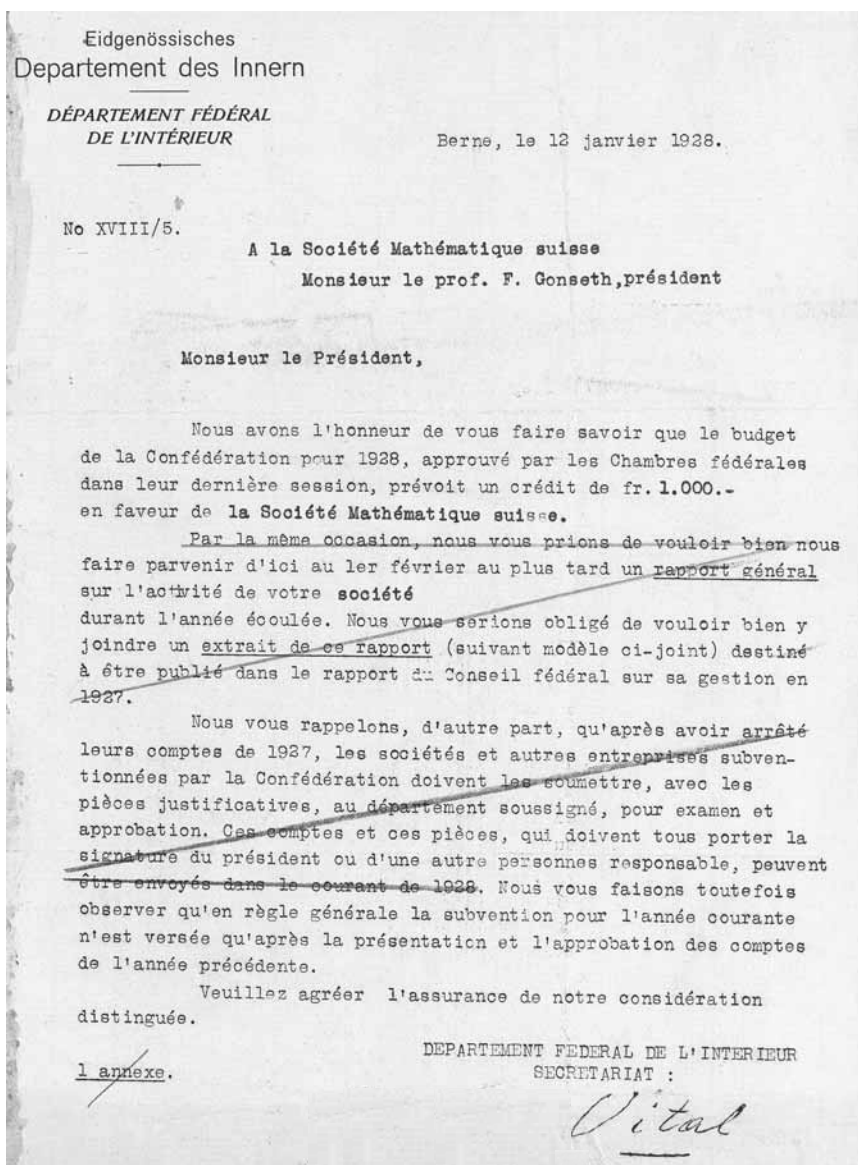 Eidgenössisches
Departement des Innern
DÉPARTEMENT FÉDÉRAL
DE L'INTÉRIEUR
Berne, le 12 janvier 1928.
No XVIII/5.
A la Société Mathématique suisse
Monsieur le prof. F. Gonseth,président
Monsieur le Président,
Nous avons l'honneur de vous faire savoir que le budget
de la Confédération pour 1928, approuvé par les Chambres fédérales
dans leur dernière session, prévoit un crédit de fr. 1.000.-
en faveur de la Société Mathématique suisse.
Par la même occasion, nous vous prions de vouloir bien nous
faire parvenir d'ici au 1er février au plus tard un rapport général
sur l'activité de votre société
durant l'année écoulée. Nous vous serions obligé de vouloir bien y
joindre un extrait de ce rapport (suivant modèle ci-joint) destiné
à être publié dans le rapport du Conseil fédéral sur sa gestion en
1927.
Nous vous rappelons, d'autre part, qu'après avoir arrêté
leurs comptes de 1927, les sociétés et autres entreprises subven-
tionnées par la Confédération doivent les soumettre, avec les
pièces justificatives, au département soussigné, pour examen et
approbation. Ces comptes et ces pièces, qui doivent tous porter la
signature du président ou d'une autre personnes responsable, peuvent
être envoyés dans le courant de 1928. Nous vous faisons toutefois
observer qu'en règle générale la subvention pour l'année courante
n'est versée qu'après la présentation et l'approbation des comptes
de l'année précédente.
Veuillez agréer l'assurance de notre considération
distinguée.
DEPARTEMENT FEDERAL DE L'INTERIEUR
SECRETARIAT :
1 annexe.
Vital